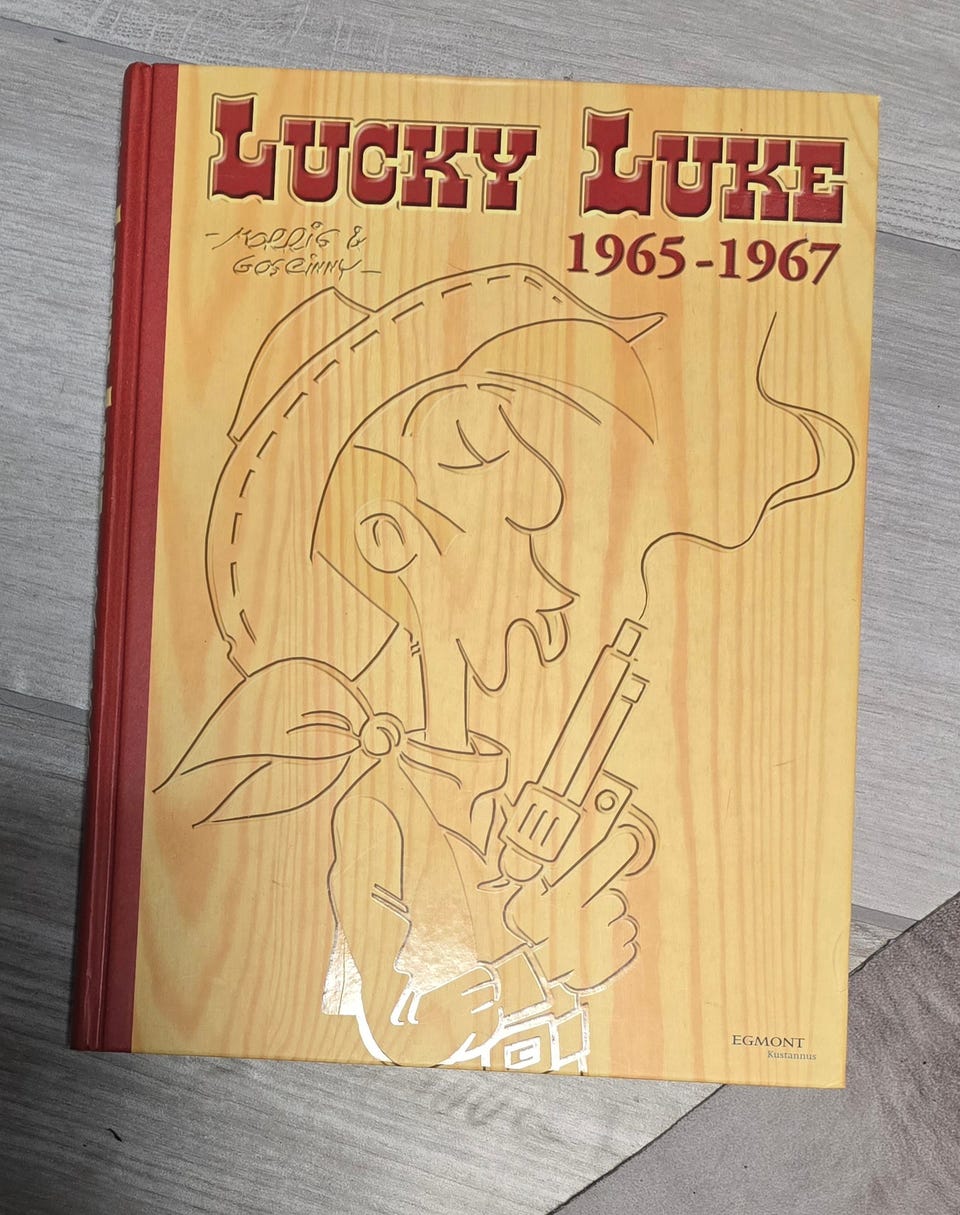 LUCKY LUKE
1965-1967
-MORRIS &
GOSCINNY-
EGMONT
Kustannus